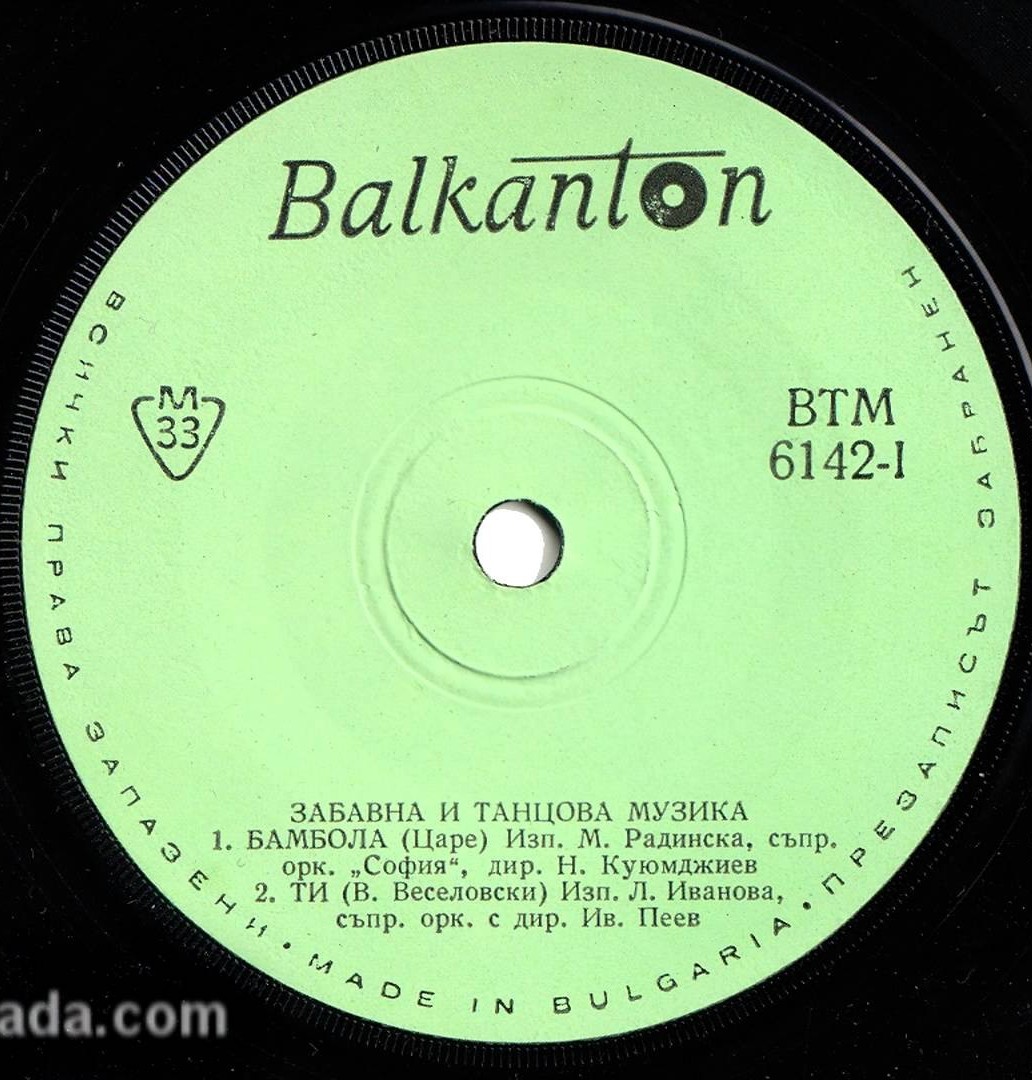 Balkanton
М
33
ВТМ
6142-I
ЗАБАВНА И ТАНЦОВА МУЗИКА
1. БАМБОЛА (Царе) Изп. М. Радинска, съпр.
орк. „София“, дир. Н. Куюмджиев
2. ТИ (В. Веселовски) Изп. Л. Иванова,
съпр. орк. с дир. Ив. Пеев
ВСИЧКИ ПРАВА ЗАПАЗЕНИ • MADE IN BULGARIA • ПРЕЗАПИСЪТ ЗАБРАНЕН
ada.com